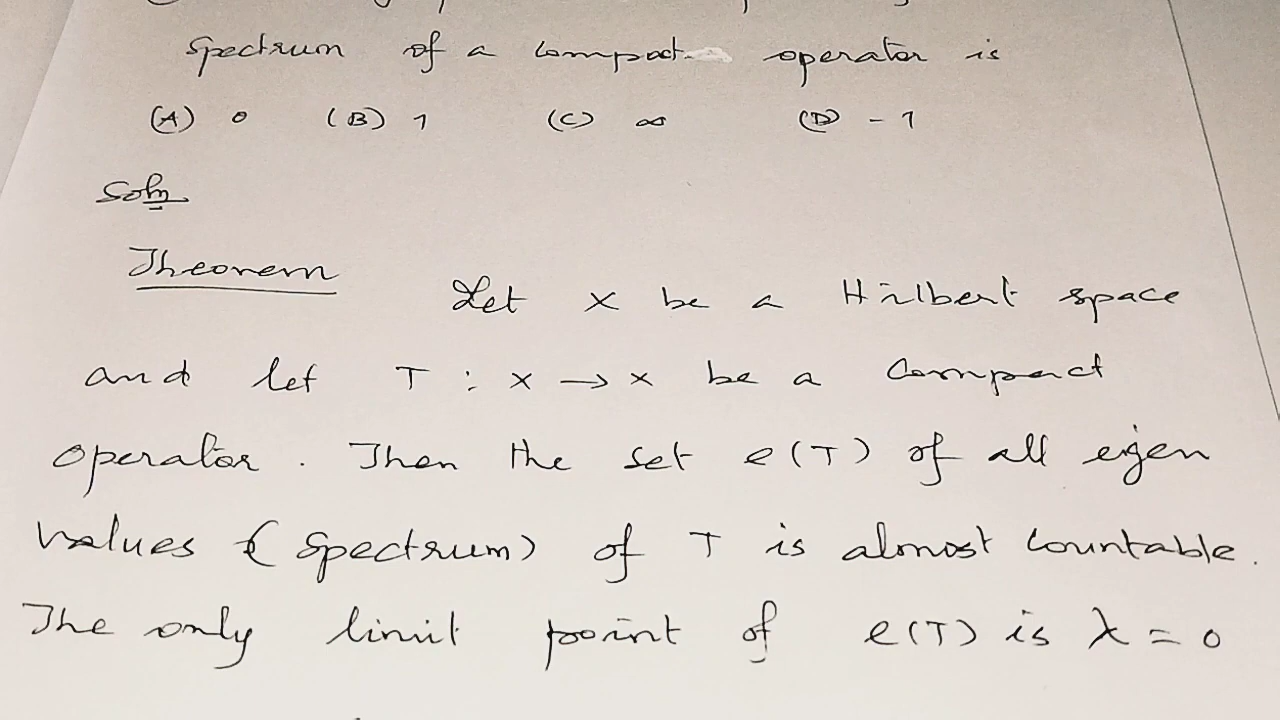 spectrum of a compact operator is
(A) 0 (B) 1 (C) ∞ (D) -1
Soln
Theorem Let X be a Hilbert space
and let T : X → X be a compact
operator. Then the set e(T) of all eigen
values (spectrum) of T is almost countable.
The only limit point of e(T) is λ = 0